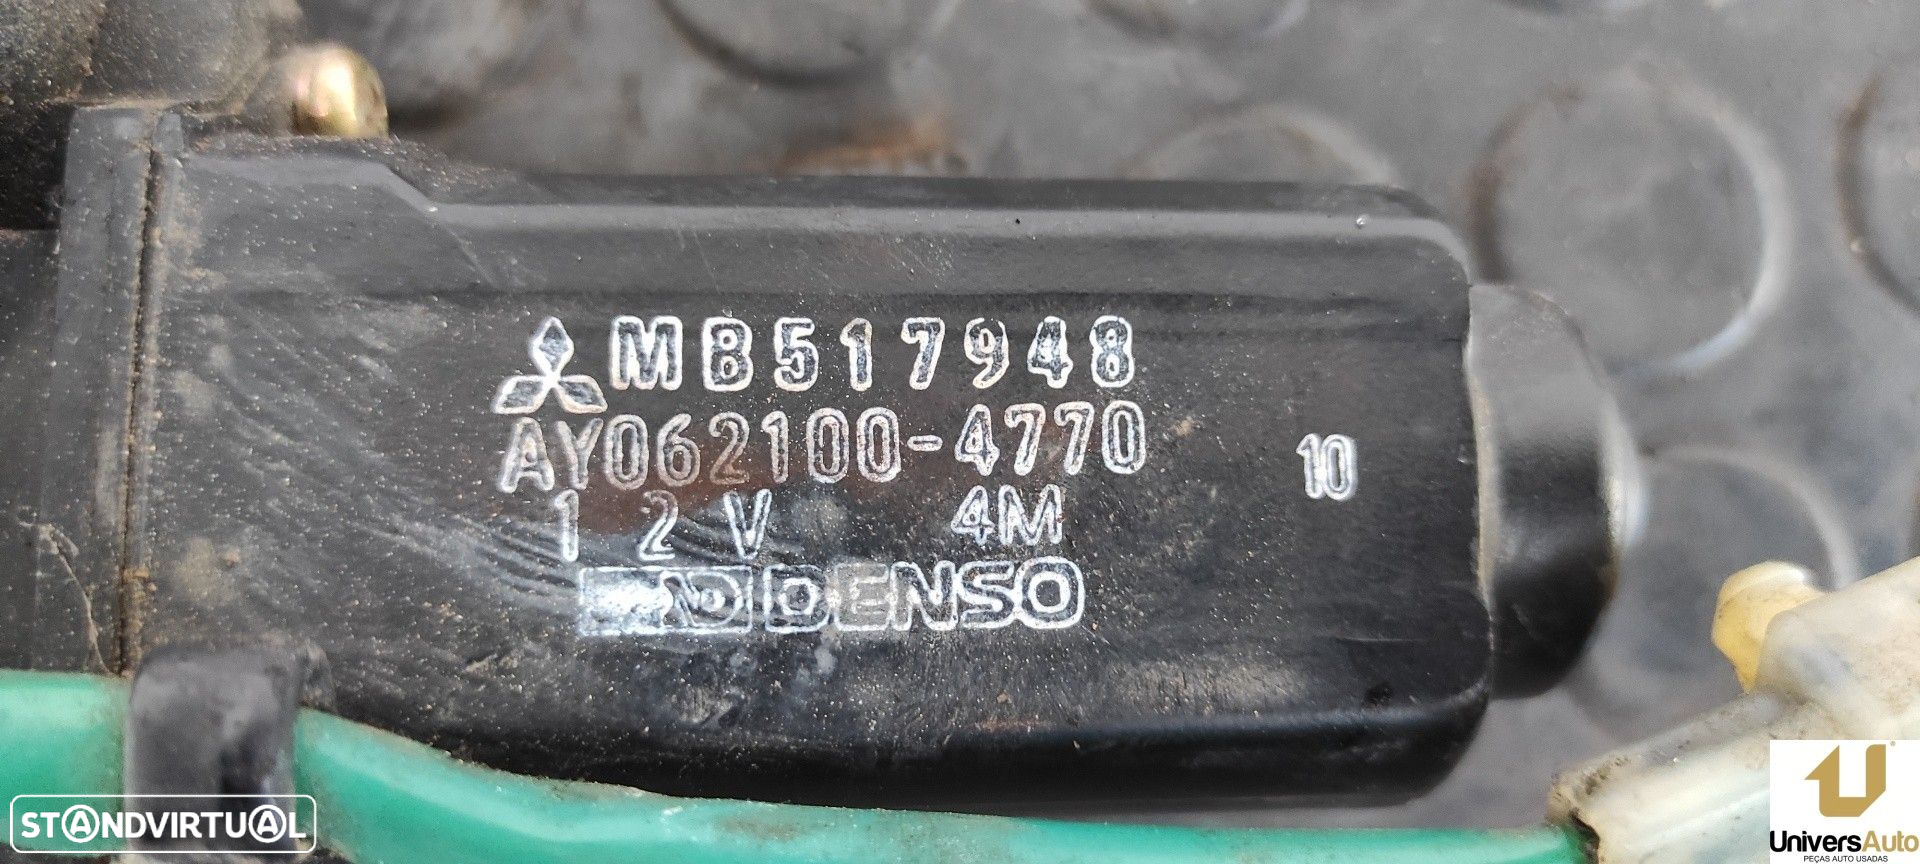 MB517948
AY062100-4770
12V 4M
10
DENSO
STANDVIRTUAL
UniversAuto
PEÇAS AUTO USADAS